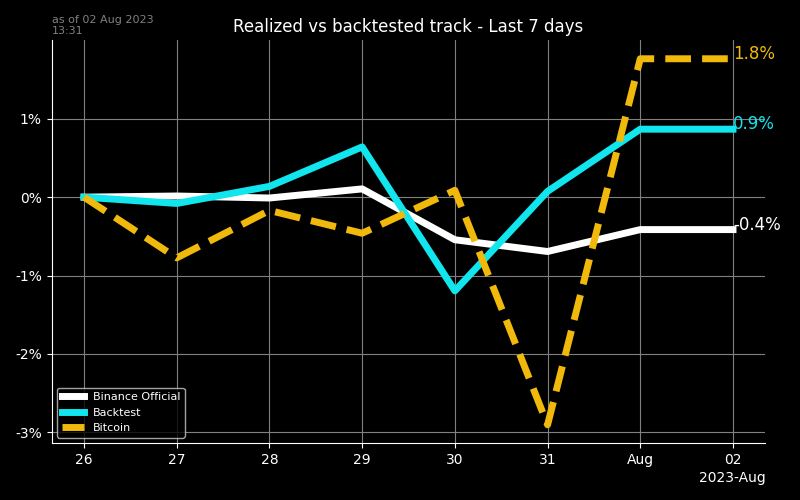 as of 02 Aug 2023
13:31
Realized vs backtested track - Last 7 days
1.8%
0.9%
-0.4%
1%
0%
-1%
-2%
-3%
Binance Official
Backtest
Bitcoin
26 27 28 29 30 31 Aug 02
2023-Aug